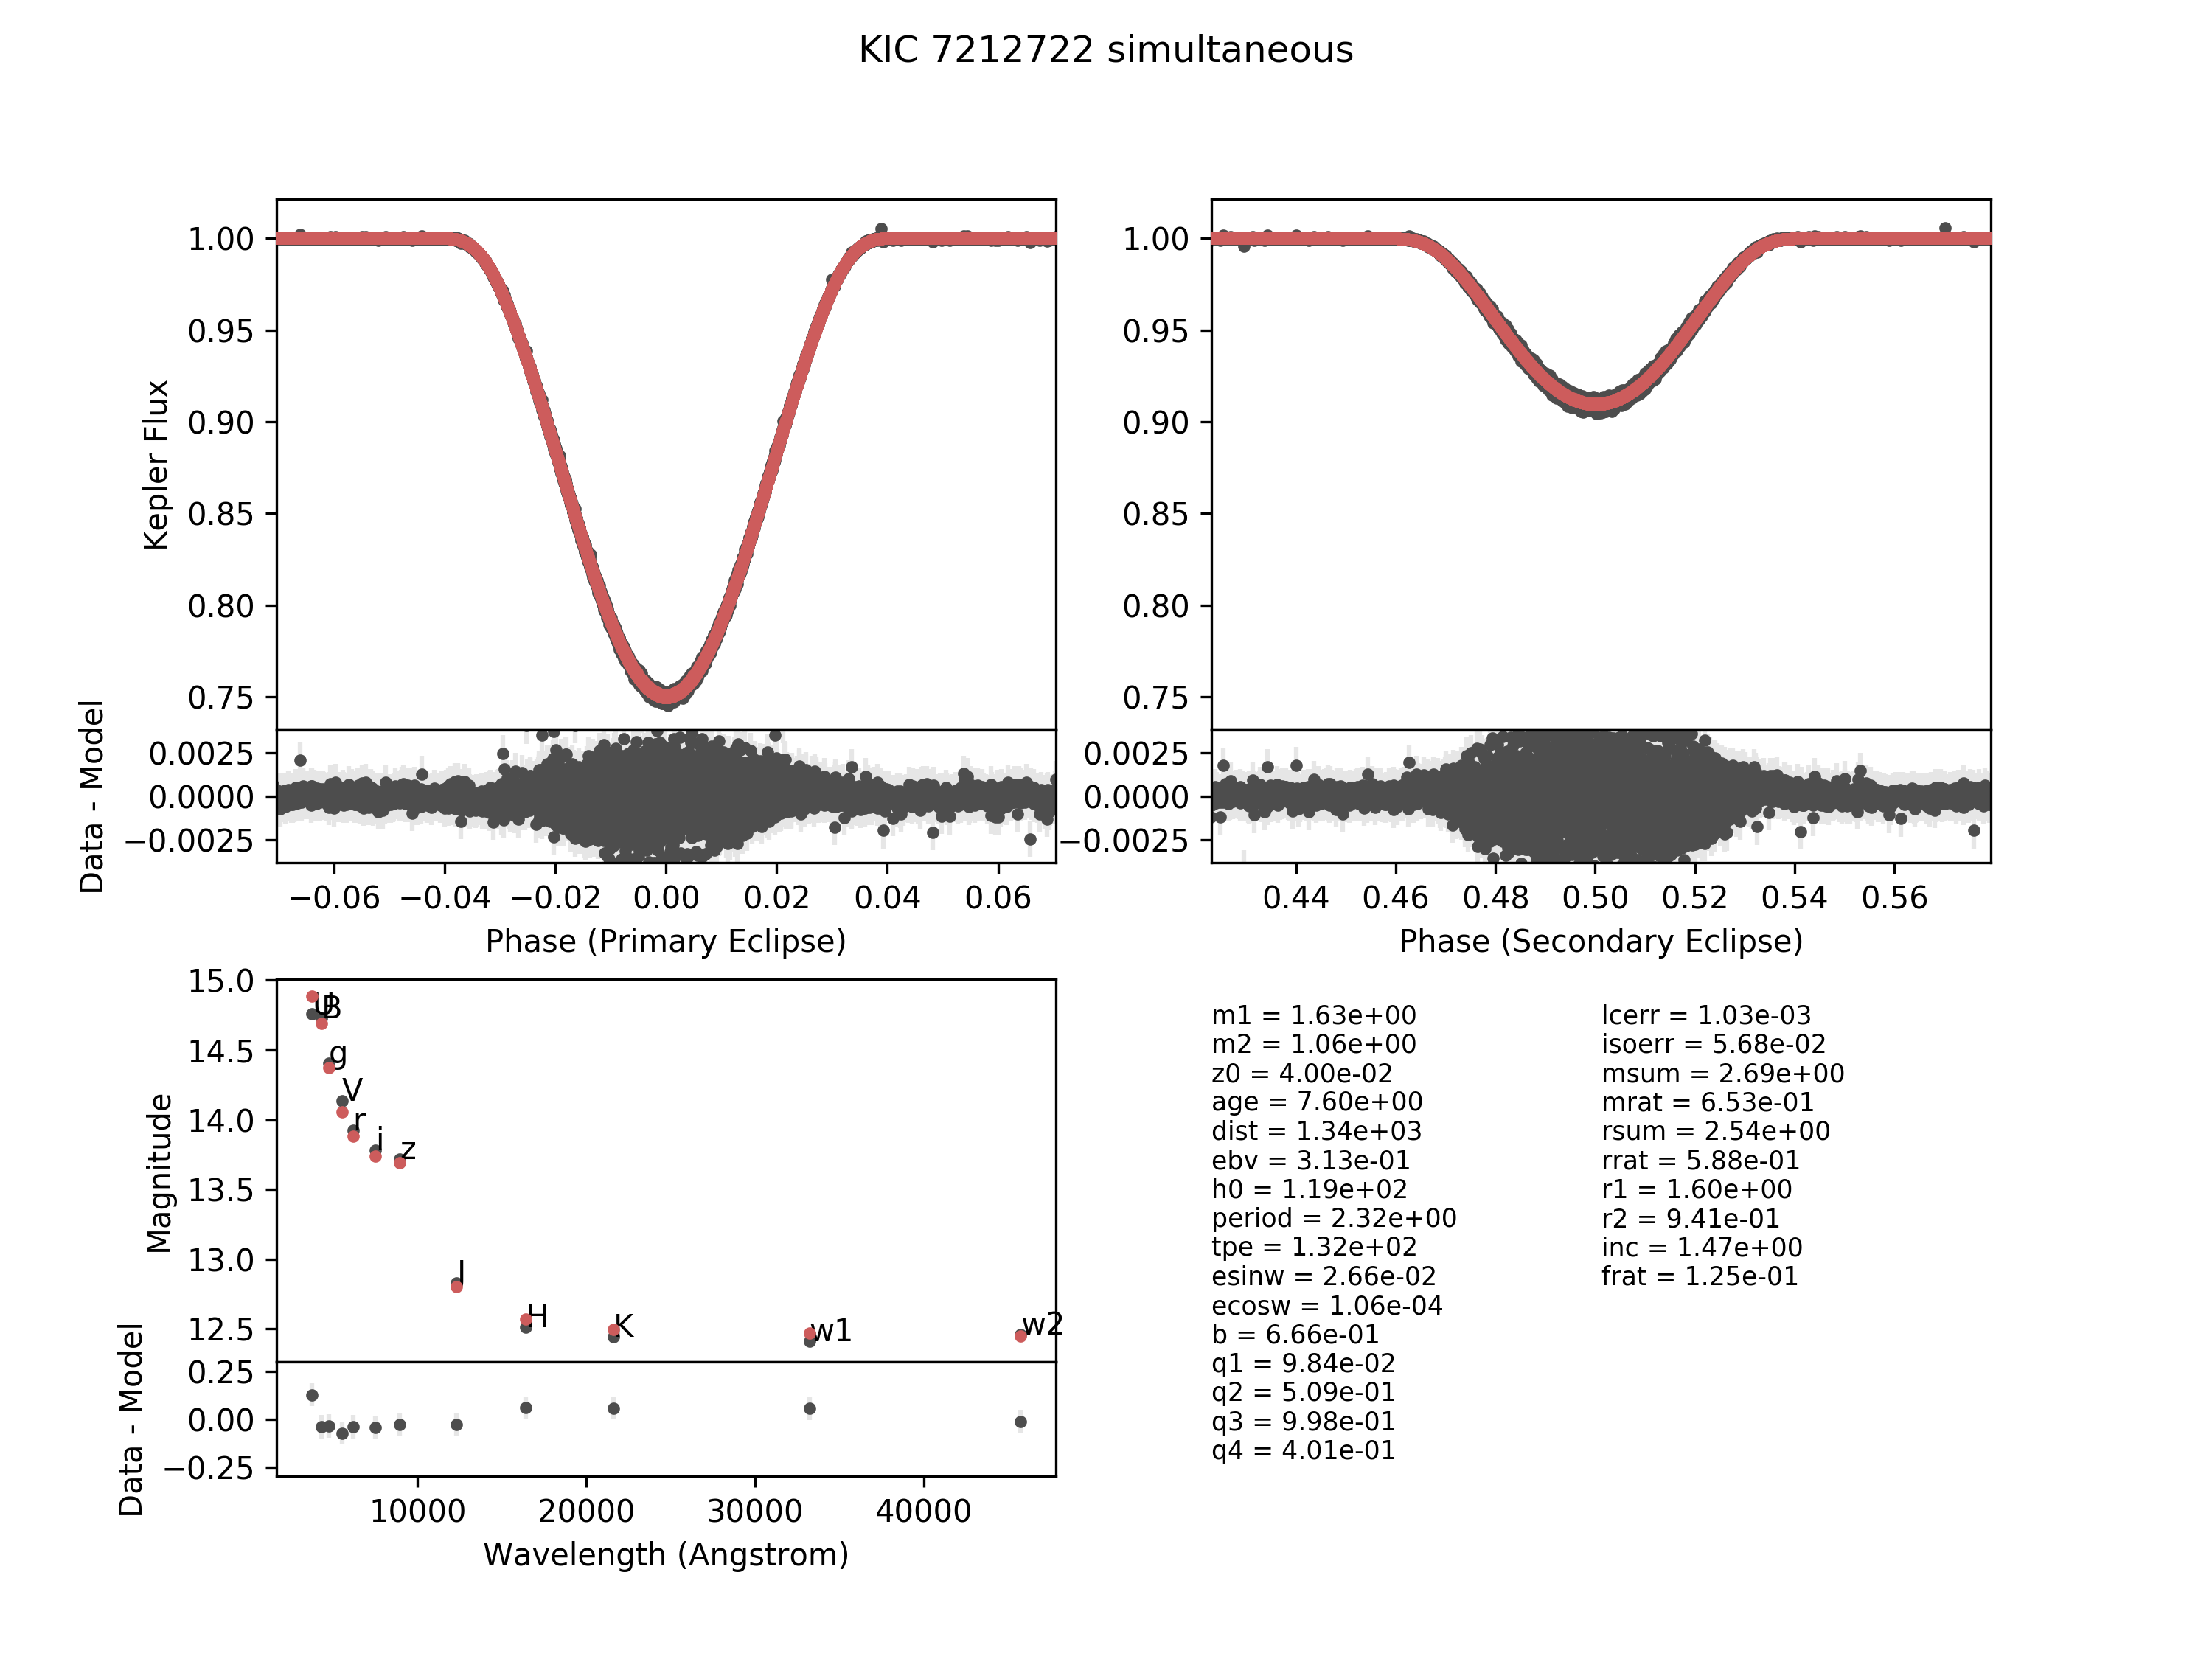 KIC 7212722 simultaneous
Kepler Flux
1.00
0.95
0.90
0.85
0.80
0.75
1.00
0.95
0.90
0.85
0.80
0.75
Data - Model
0.0025
0.0000
−0.0025
0.0025
0.0000
−0.0025
−0.06 −0.04 −0.02 0.00 0.02 0.04 0.06
0.44 0.46 0.48 0.50 0.52 0.54 0.56
Phase (Primary Eclipse)
Phase (Secondary Eclipse)
Magnitude
15.0
14.5
14.0
13.5
13.0
12.5
U
B
g
V
r
i
z
J
H
K
w1
w2
Data - Model
0.25
0.00
−0.25
10000 20000 30000 40000
Wavelength (Angstrom)
m1 = 1.63e+00
m2 = 1.06e+00
z0 = 4.00e-02
age = 7.60e+00
dist = 1.34e+03
ebv = 3.13e-01
h0 = 1.19e+02
period = 2.32e+00
tpe = 1.32e+02
esinw = 2.66e-02
ecosw = 1.06e-04
b = 6.66e-01
q1 = 9.84e-02
q2 = 5.09e-01
q3 = 9.98e-01
q4 = 4.01e-01
lcerr = 1.03e-03
isoerr = 5.68e-02
msum = 2.69e+00
mrat = 6.53e-01
rsum = 2.54e+00
rrat = 5.88e-01
r1 = 1.60e+00
r2 = 9.41e-01
inc = 1.47e+00
frat = 1.25e-01